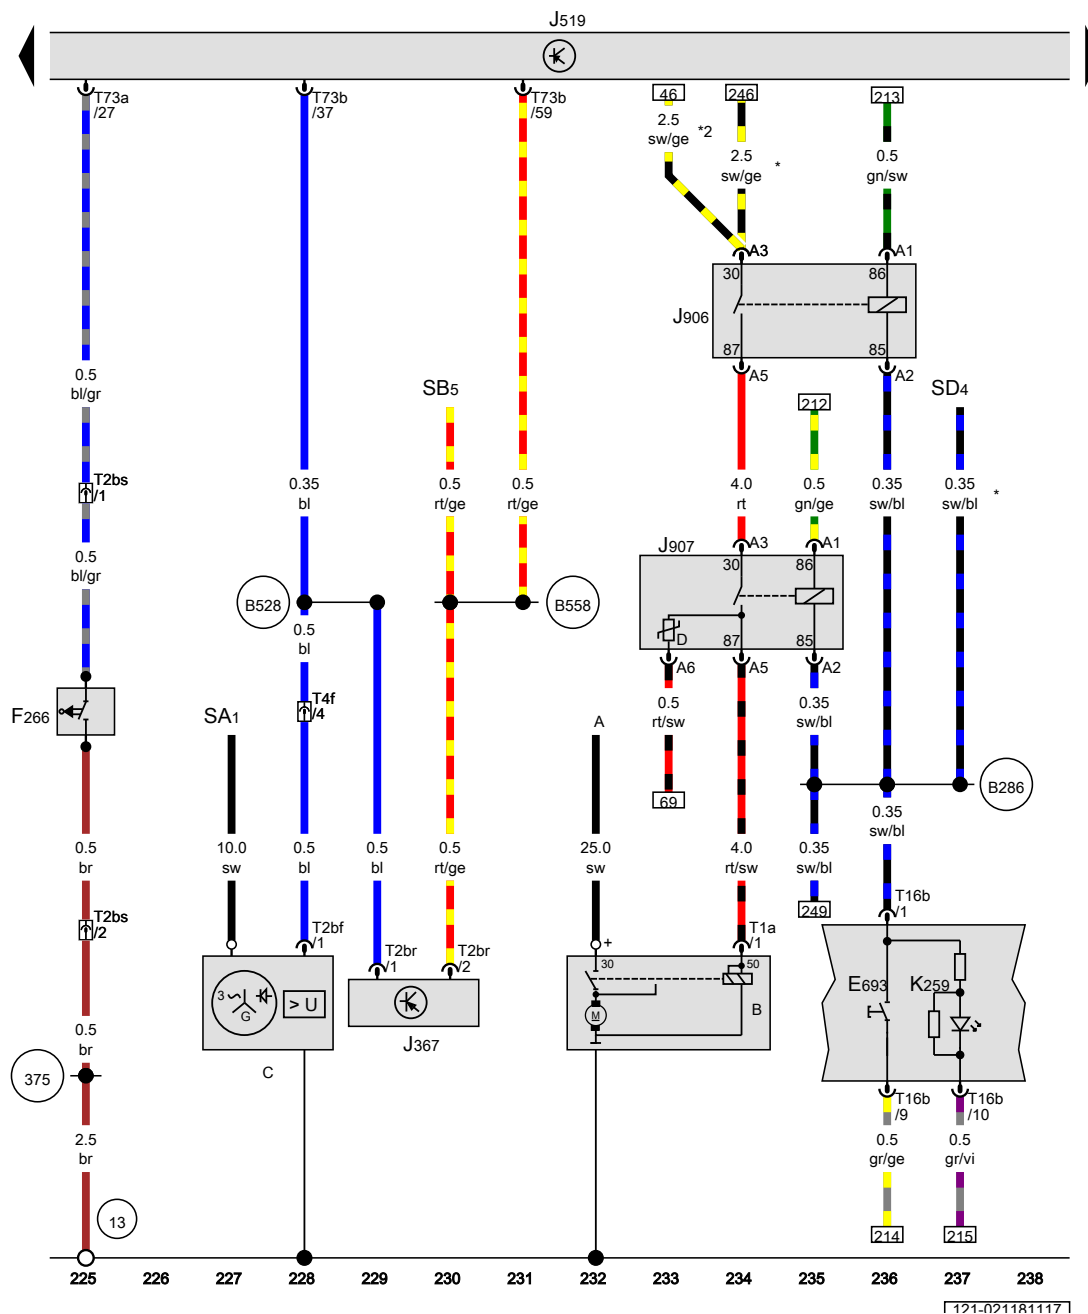 J519
T73a
/27
T73b
/37
T73b
/59
46
246
213
2.5
sw/ge
*2
2.5
sw/ge
*
0.5
gn/sw
A3
A1
30
86
J906
87
85
A5
A2
0.5
bl/gr
SB5
212
SD4
T2bs
/1
0.35
bl
0.5
rt/ge
0.5
rt/ge
4.0
rt
0.5
gn/ge
0.35
sw/bl
0.35
sw/bl
*
0.5
bl/gr
J907
A3
A1
30
86
B528
B558
0.5
bl
D
87
85
A6
A5
A2
F266
SA1
T4f
/4
A
0.5
rt/sw
0.35
sw/bl
69
B286
0.35
sw/bl
0.5
br
10.0
sw
0.5
bl
0.5
bl
0.5
rt/ge
25.0
sw
4.0
rt/sw
0.35
sw/bl
249
T16b
/1
T2bs
/2
T2bf
/1
T2br
/1
T2br
/2
+
T1a
/1
30
50
3
G
> U
M
B
E693
K259
0.5
br
J367
C
375
T16b
/9
T16b
/10
2.5
br
0.5
gr/ge
0.5
gr/vi
13
214
215
225 226 227 228 229 230 231 232 233 234 235 236 237 238
121-021181117